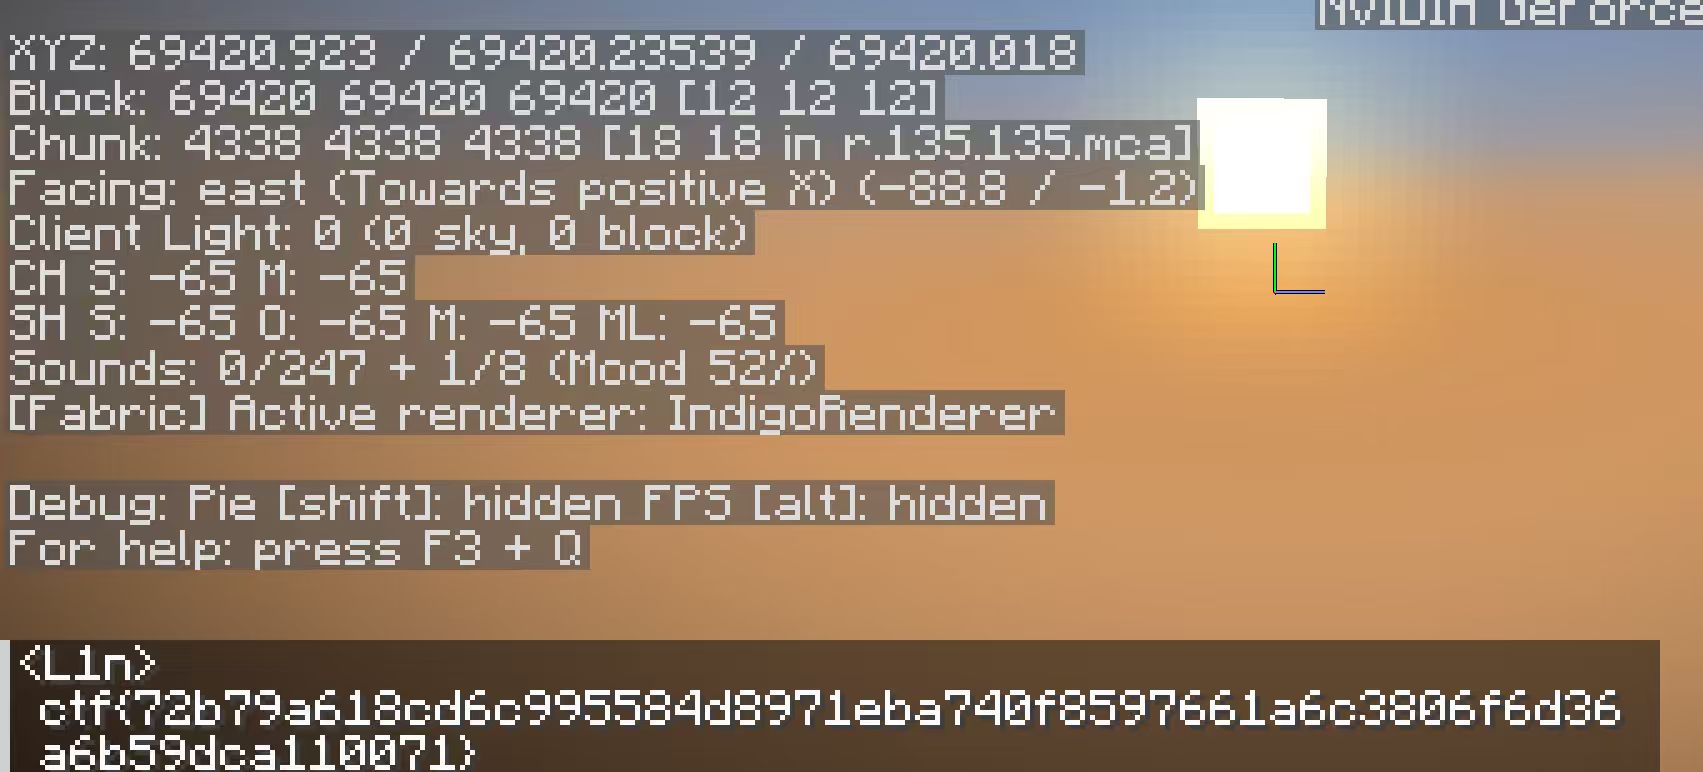 NVIDIA GeForce
XYZ: 69420.923 / 69420.23539 / 69420.018
Block: 69420 69420 69420 [12 12 12]
Chunk: 4338 4338 4338 [18 18 in r.135.135.mca]
Facing: east (Towards positive X) (-88.8 / -1.2)
Client Light: 0 (0 sky, 0 block)
CH S: -65 M: -65
SH S: -65 O: -65 M: -65 ML: -65
Sounds: 0/247 + 1/8 (Mood 52%)
[Fabric] Active renderer: IndigoRenderer
Debug: Pie [shift]: hidden FPS [alt]: hidden
For help: press F3 + Q
<L1n>
ctf{72b79a618cd6c995584d8971eba740f8597661a6c3806f6d36
a6b59dca110071}